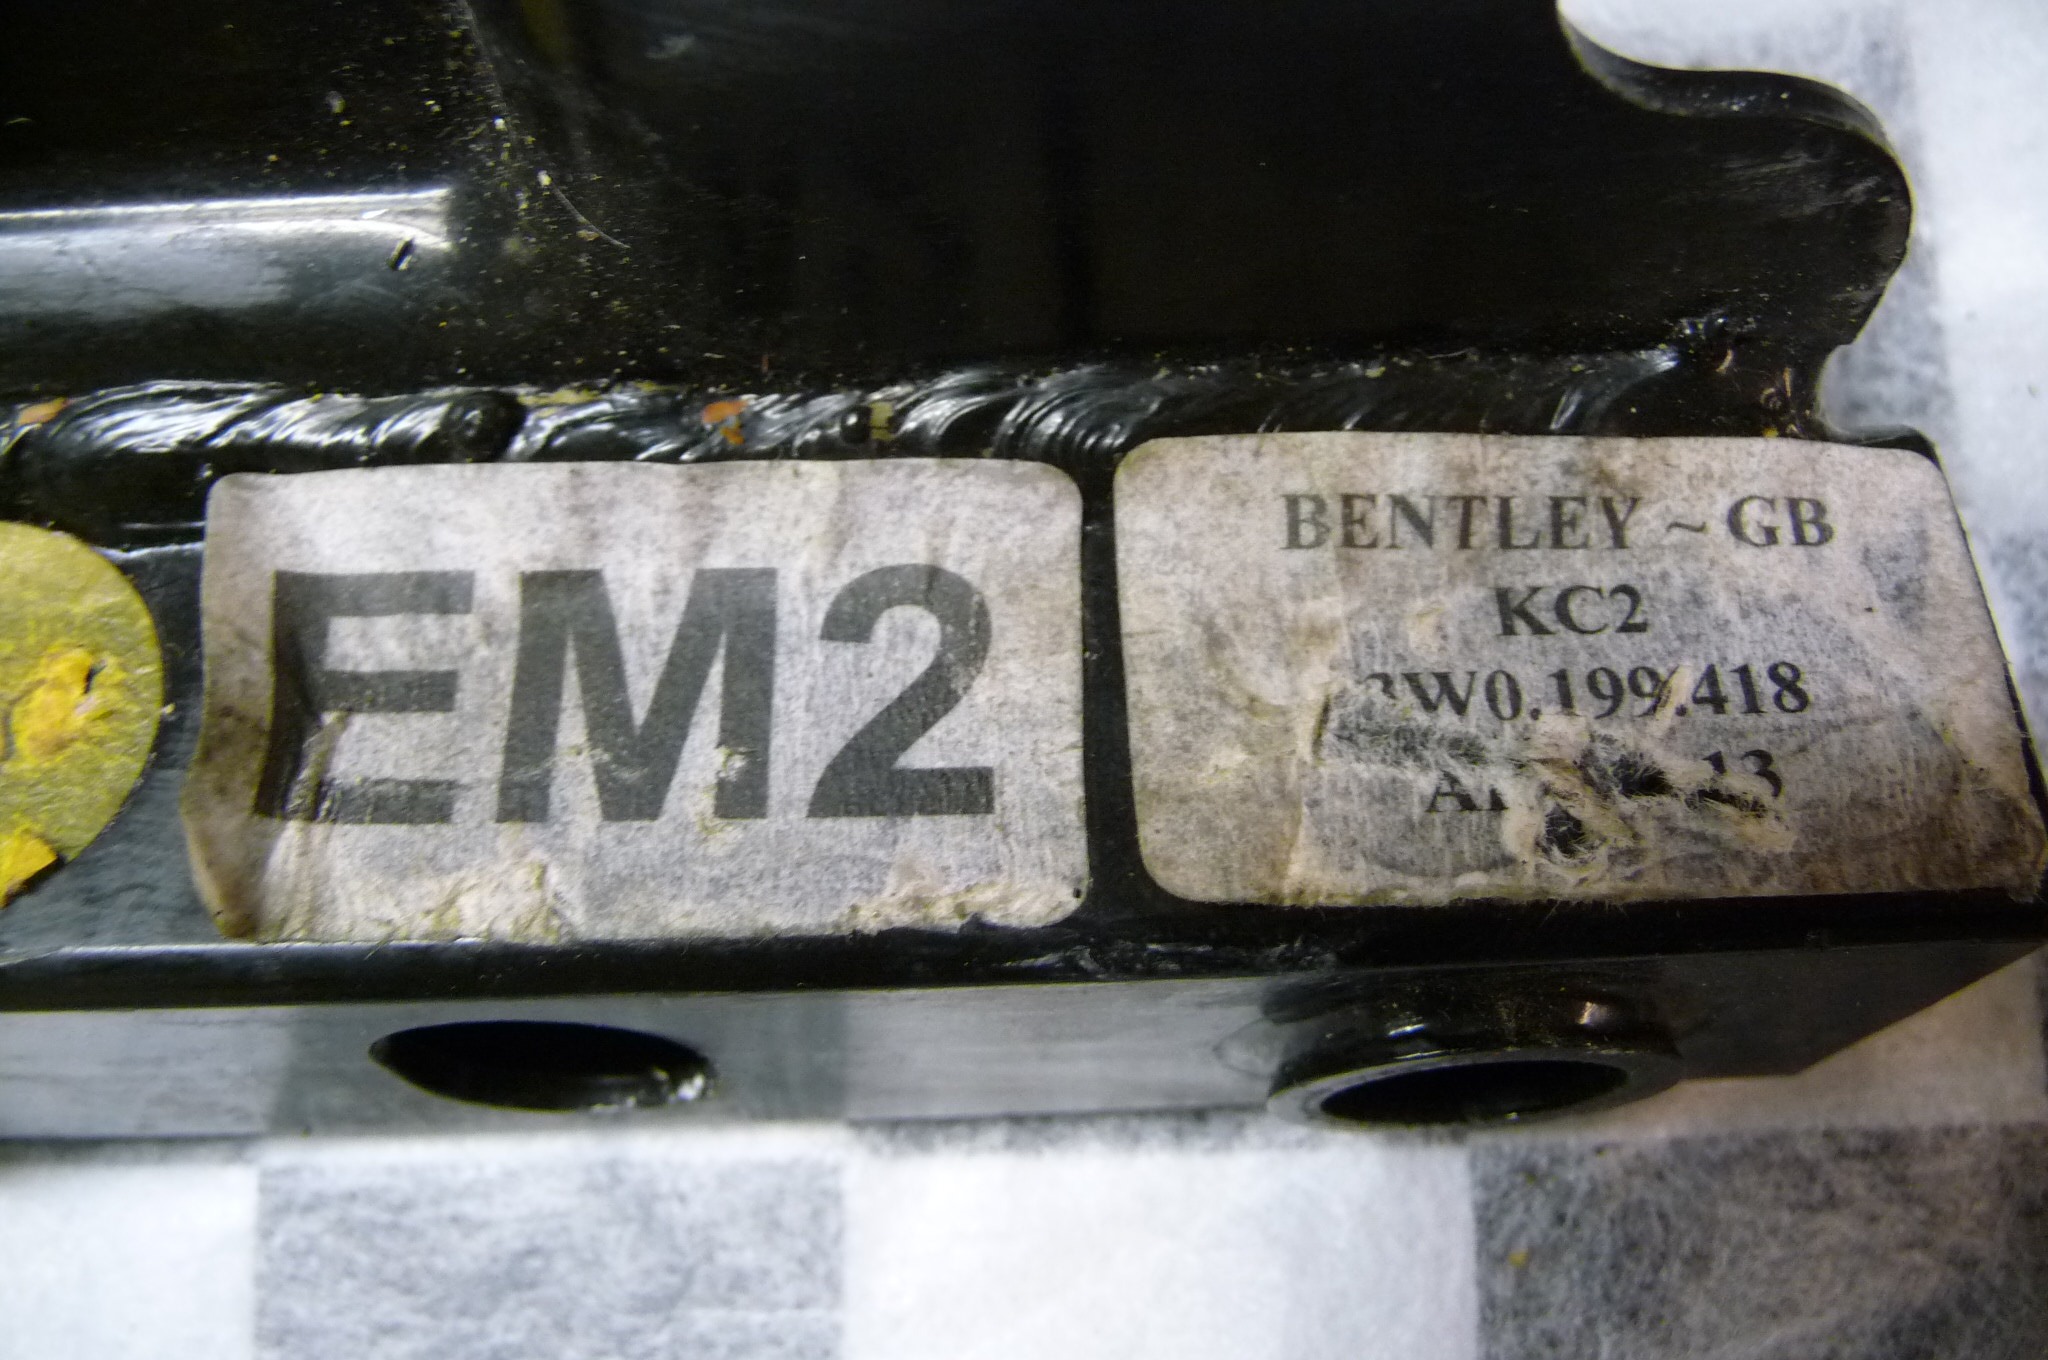 EM2
BENTLEY ~ GB
KC2
3W0.199.418